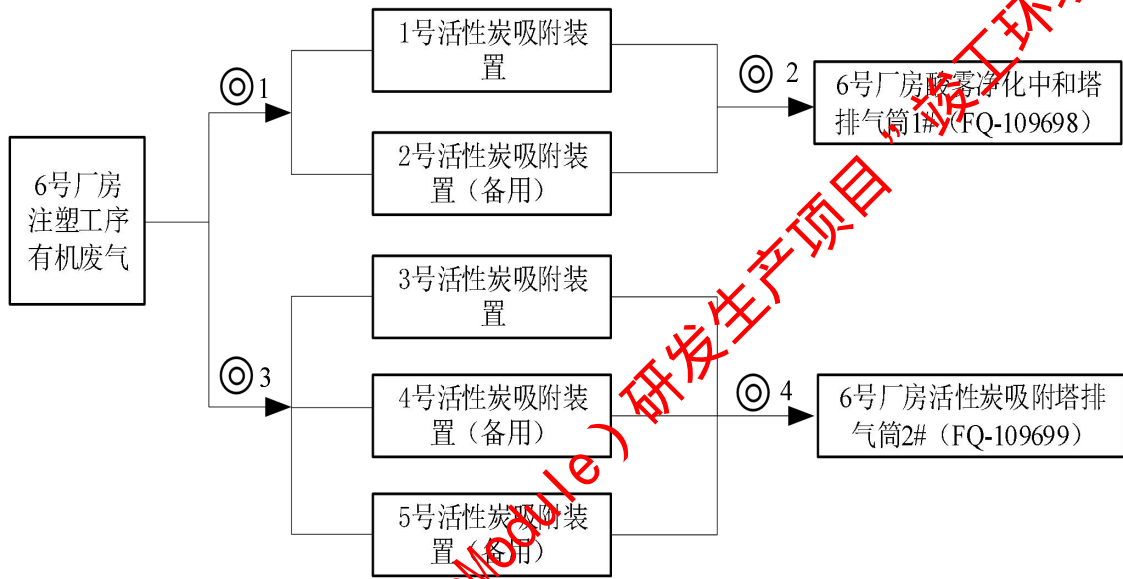 6号厂房
注塑工序
有机废气
◎1
1号活性炭吸附装
置
2号活性炭吸附装
置（备用）
◎2
6号厂房酸雾净化中和塔
排气筒1#（FQ-109698）
◎3
3号活性炭吸附装
置
4号活性炭吸附装
置（备用）
5号活性炭吸附装
置（备用）
◎4
6号厂房活性炭吸附塔排
气筒2#（FQ-109699）
Module）研发生产项目”竣工环